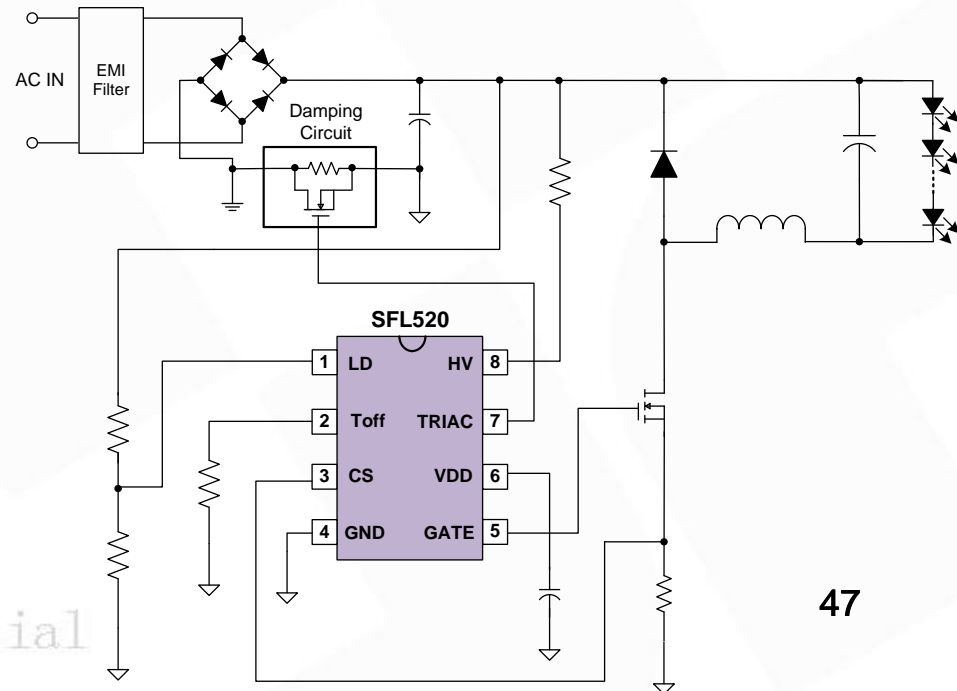 AC IN
EMI
Filter
Damping
Circuit
SFL520
1 LD HV 8
2 Toff TRIAC 7
3 CS VDD 6
4 GND GATE 5
47
ial